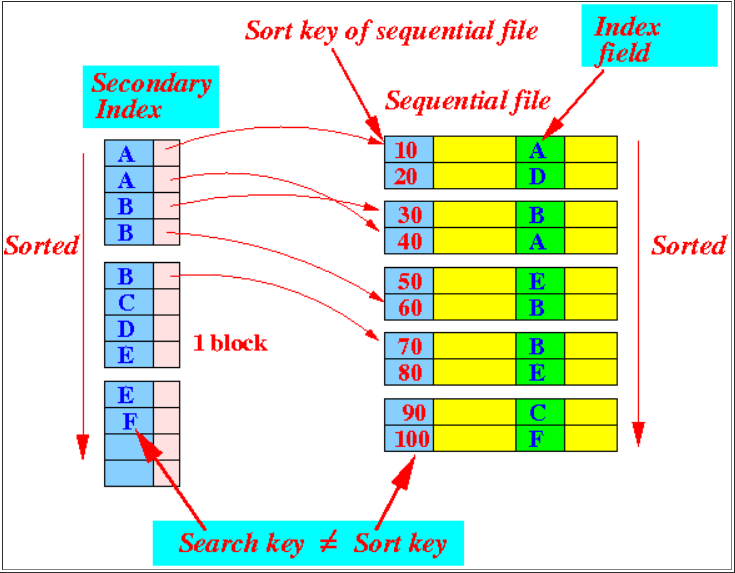 Sort key of sequential file
Index
field
Secondary
Index
Sequential file
A
A
B
B
B
C
D
E
E
F
Sorted
1 block
10 A
20 D
30 B
40 A
50 E
60 B
70 B
80 E
90 C
100 F
Sorted
Search key ≠ Sort key